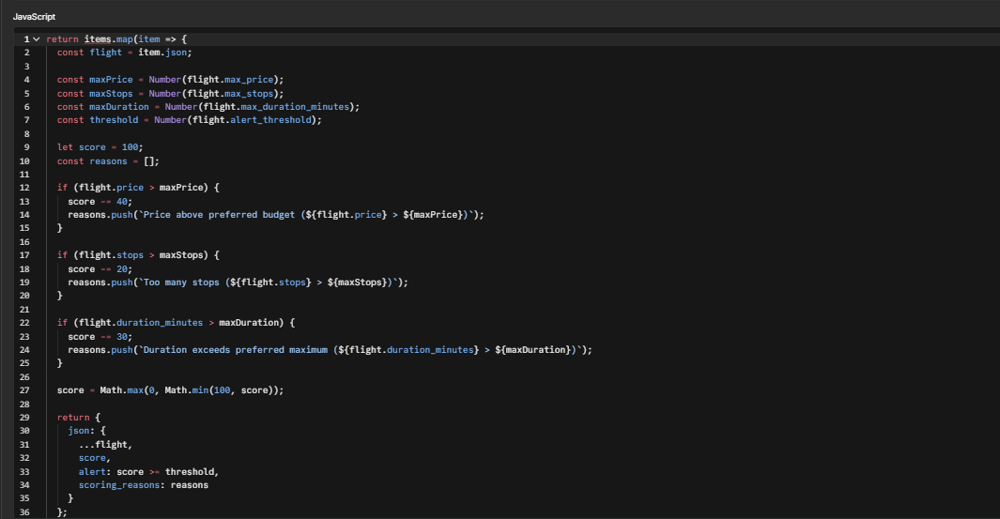 JavaScript
1 return items.map(item => {
2 const flight = item.json;
3
4 const maxPrice = Number(flight.max_price);
5 const maxStops = Number(flight.max_stops);
6 const maxDuration = Number(flight.max_duration_minutes);
7 const threshold = Number(flight.alert_threshold);
8
9 let score = 100;
10 const reasons = [];
11
12 if (flight.price > maxPrice) {
13 score -= 40;
14 reasons.push(`Price above preferred budget (${flight.price} > ${maxPrice})`);
15 }
16
17 if (flight.stops > maxStops) {
18 score -= 20;
19 reasons.push(`Too many stops (${flight.stops} > ${maxStops})`);
20 }
21
22 if (flight.duration_minutes > maxDuration) {
23 score -= 30;
24 reasons.push(`Duration exceeds preferred maximum (${flight.duration_minutes} > ${maxDuration})`);
25 }
26
27 score = Math.max(0, Math.min(100, score));
28
29 return {
30 json: {
31 ...flight,
32 score,
33 alert: score >= threshold,
34 scoring_reasons: reasons
35 }
36 };